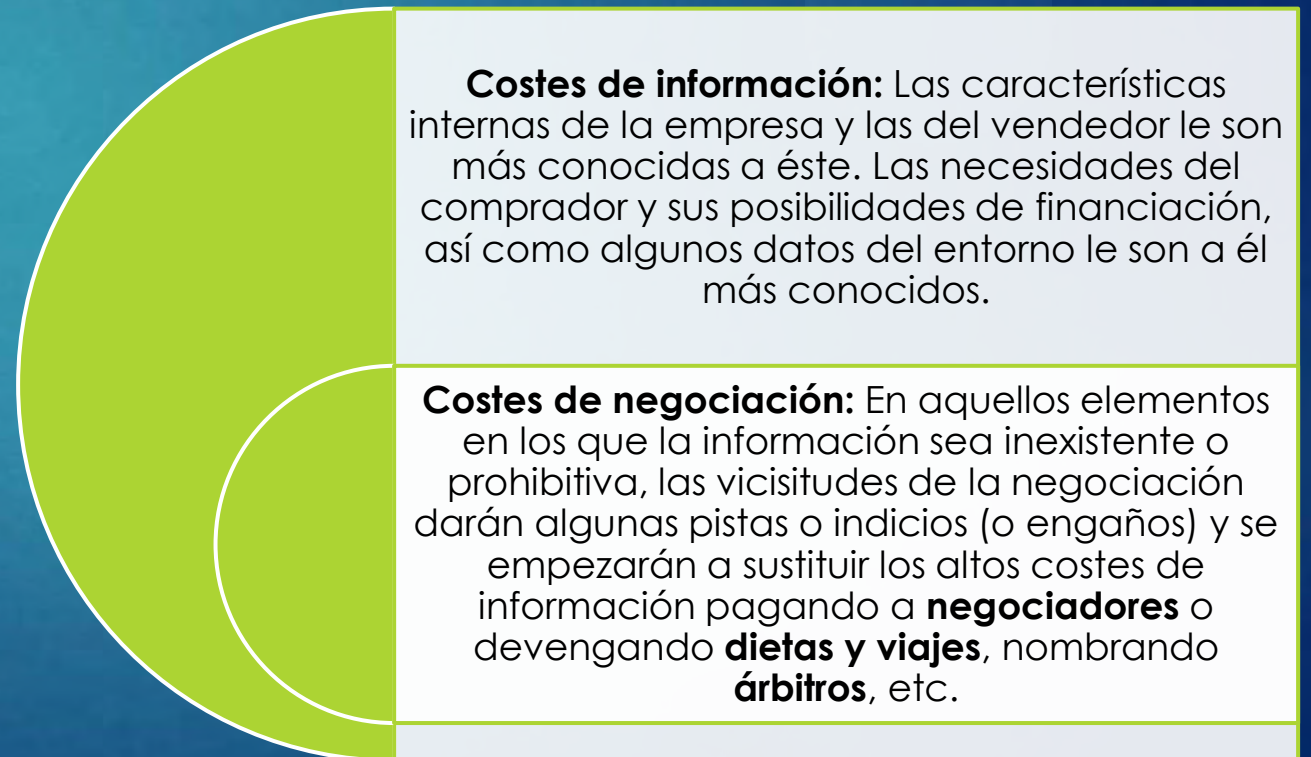 Costes de información: Las características
internas de la empresa y las del vendedor le son
más conocidas a éste. Las necesidades del
comprador y sus posibilidades de financiación,
así como algunos datos del entorno le son a él
más conocidos.
Costes de negociación: En aquellos elementos
en los que la información sea inexistente o
prohibitiva, las vicisitudes de la negociación
darán algunas pistas o indicios (o engaños) y se
empezarán a sustituir los altos costes de
información pagando a negociadores o
devengando dietas y viajes, nombrando
árbitros, etc.